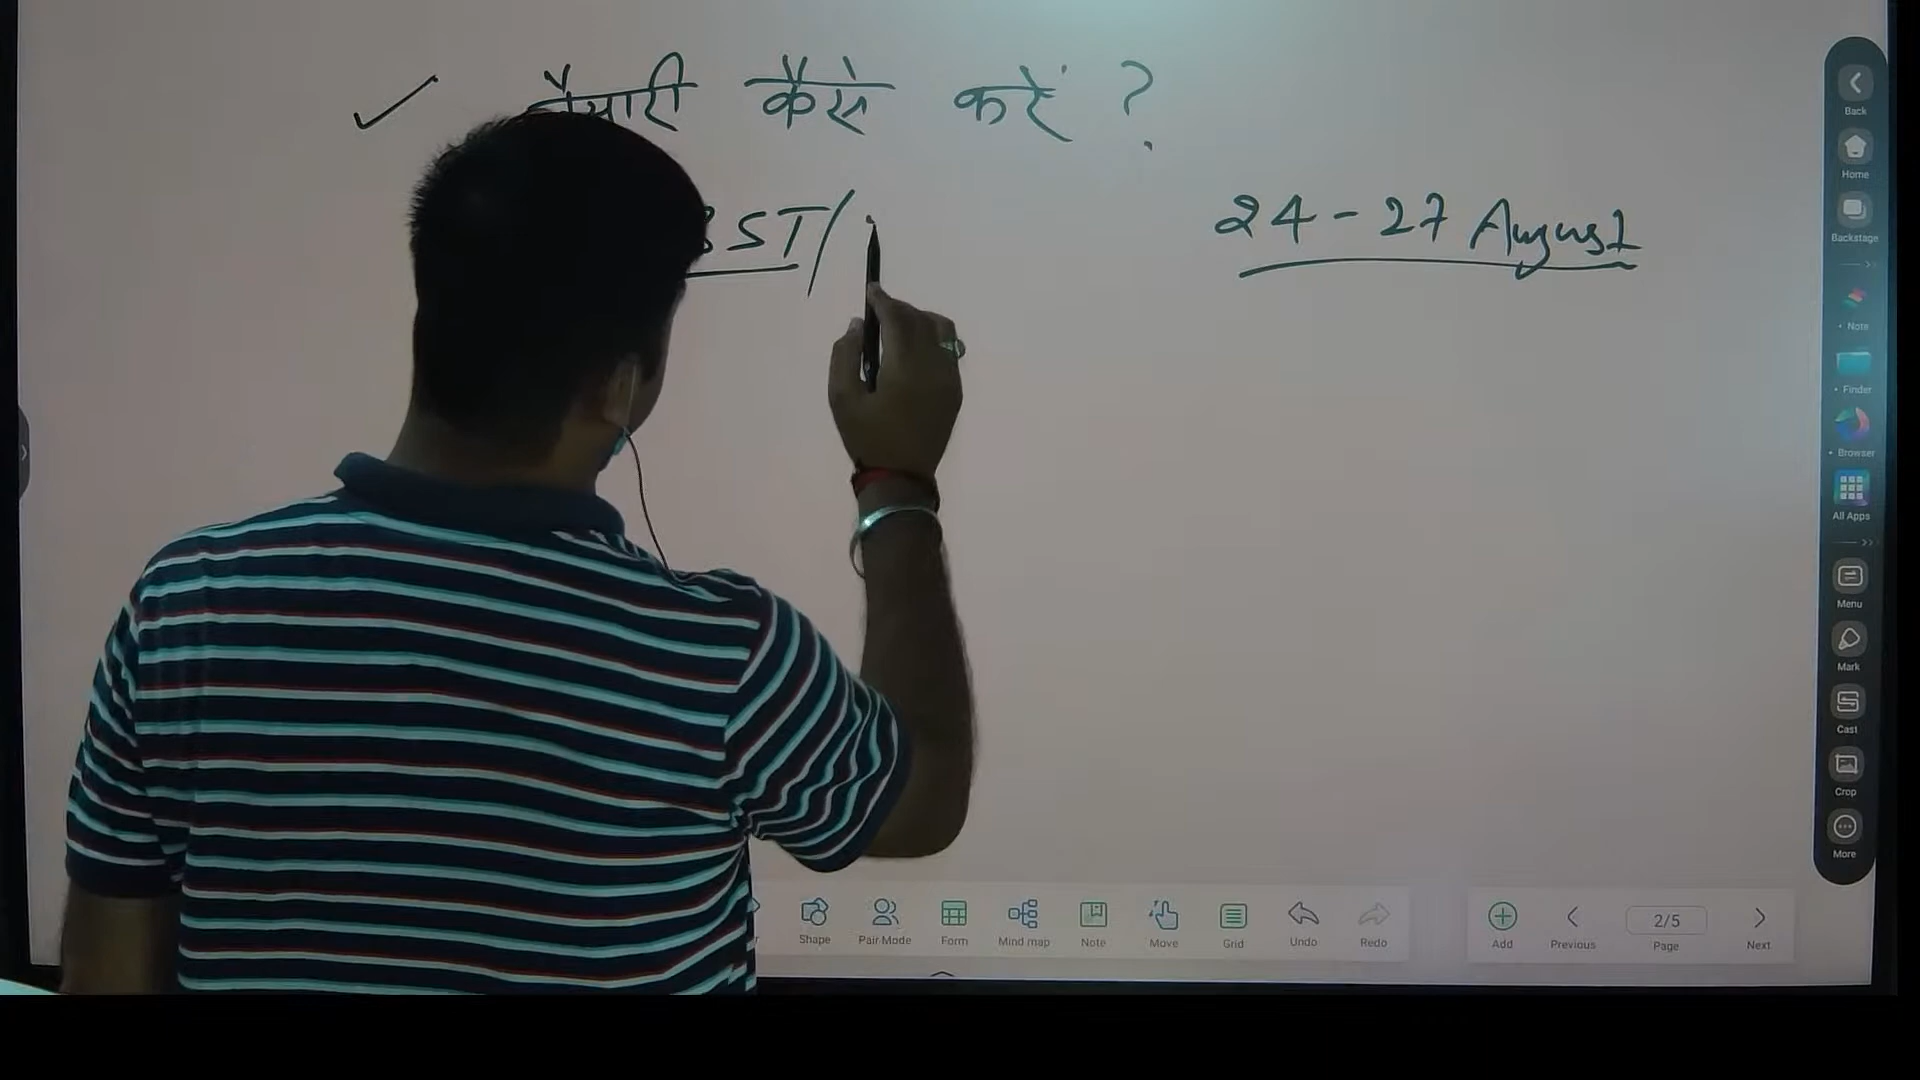 ✓ तैयारी कैसे करें ?
ST/
24-27 August
Back
Home
Backstage
Note
Finder
Browser
All Apps
Menu
Mark
Cast
Crop
More
Shape Pair Mode Form Mind map Note Move Grid Undo Redo
Add Previous 2/5 Page Next